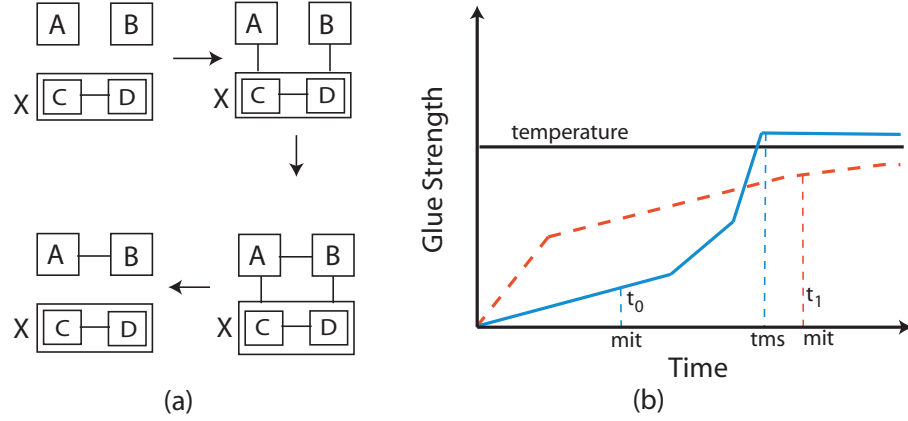 A B
X C D
A B
X C D
A B
X C D
A B
X C D
(a)
Glue Strength
temperature
t0
t1
mit tms mit
Time
(b)